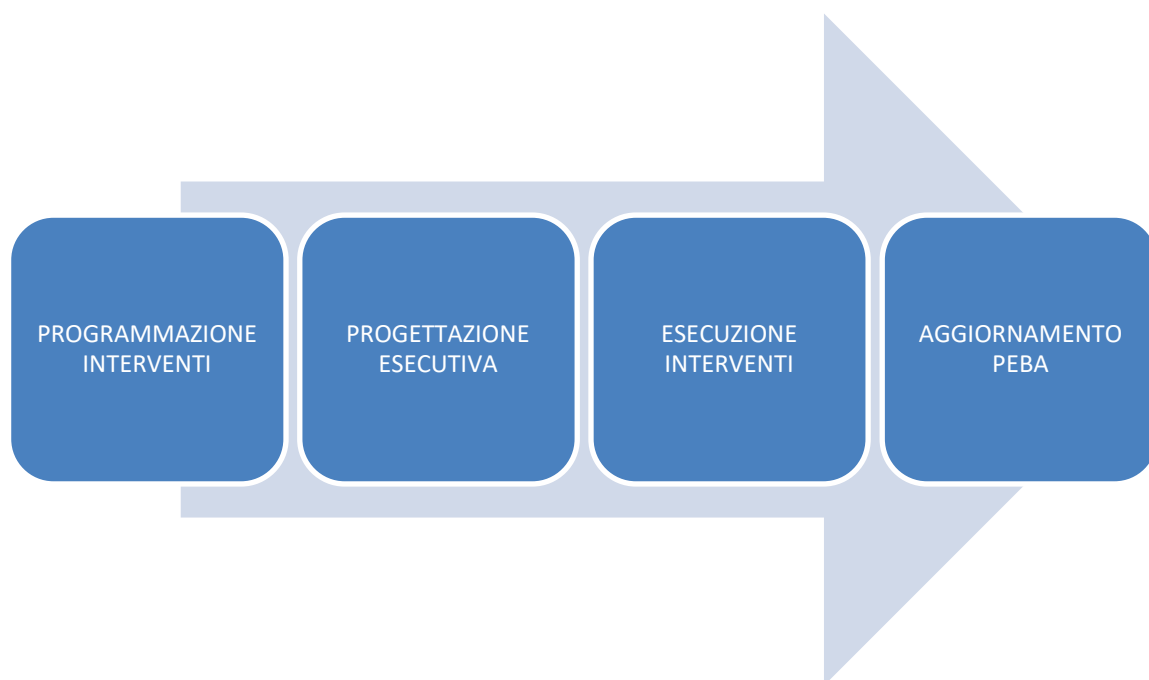 PROGRAMMAZIONE
INTERVENTI
PROGETTAZIONE
ESECUTIVA
ESECUZIONE
INTERVENTI
AGGIORNAMENTO
PEBA